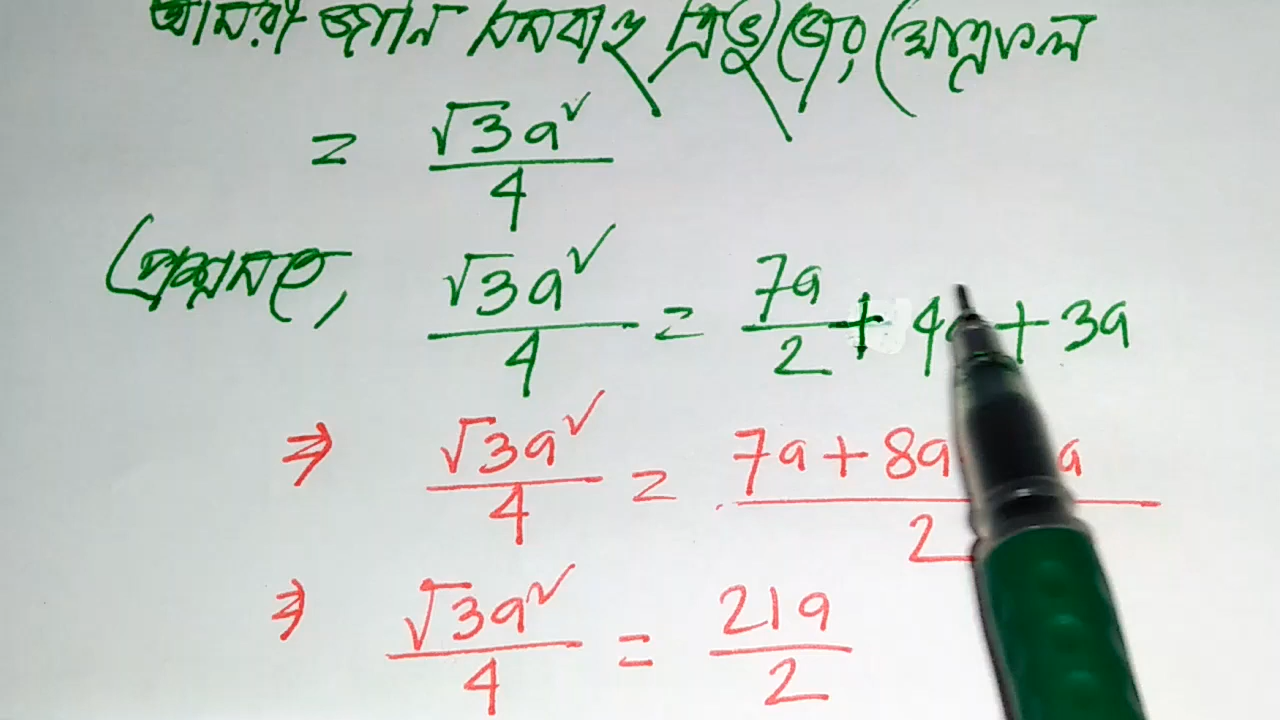 আমরা জানি সমবাহু ত্রিভুজের ক্ষেত্রফল
= √3a²/4
প্রশ্নমতে, √3a²/4 = 7a/2 + 4a + 3a
⇒ √3a²/4 = 7a + 8a a/2
⇒ √3a²/4 = 21a/2